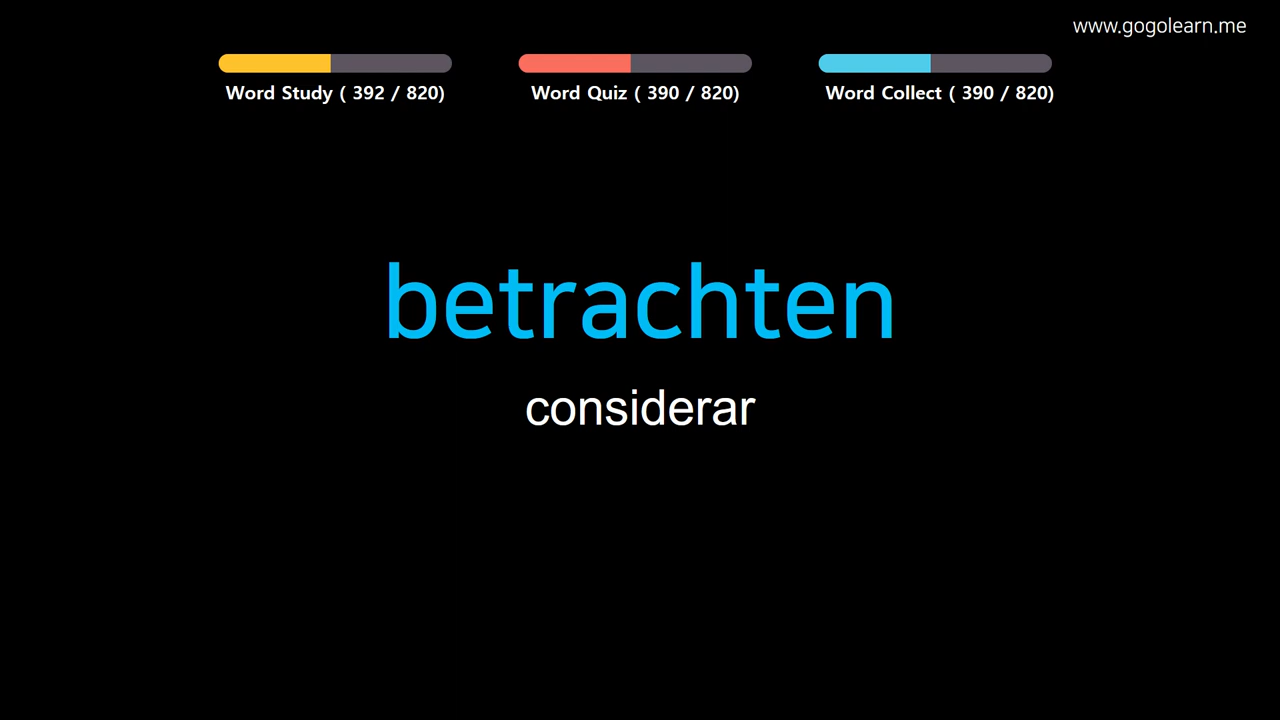 www.gogolearn.me
Word Study ( 392 / 820)
Word Quiz ( 390 / 820)
Word Collect ( 390 / 820)
betrachten
considerar